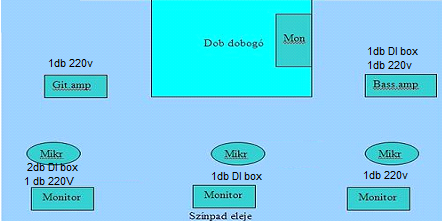 Dob dobogó
Mon
1db 220v
Git.amp
1db DI box
1db 220v
Bass.amp
Mikr
2db DI box
1 db 220V
Monitor
Mikr
1db DI box
Monitor
Mikr
1db 220v
Monitor
Színpad eleje